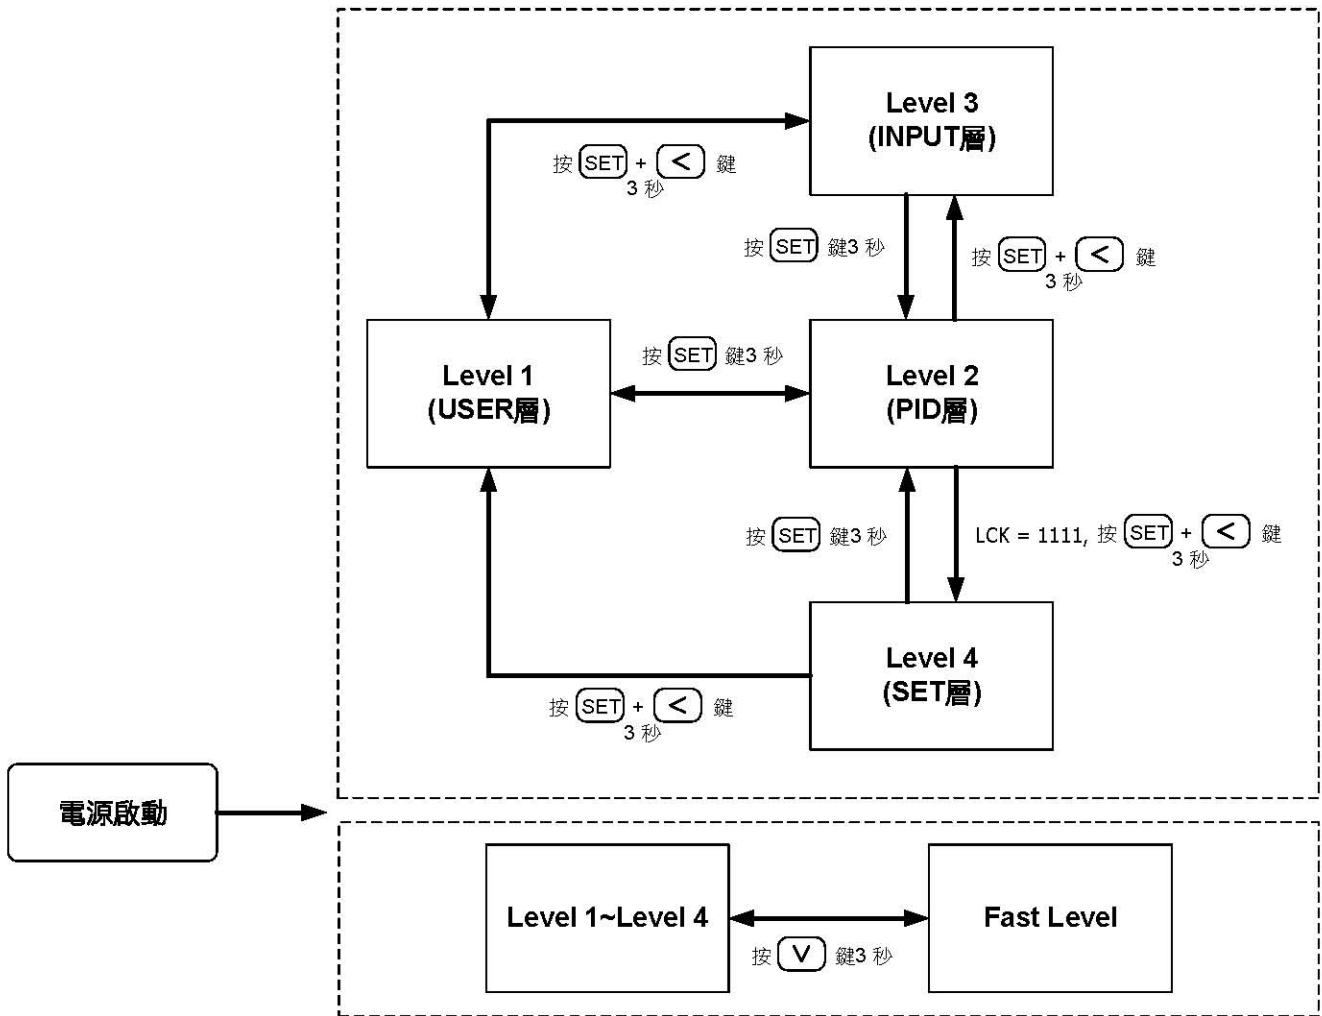 Level 3
(INPUT層)
按 SET + < 鍵
3 秒
按 SET 鍵3 秒
按 SET + < 鍵
3 秒
Level 1
(USER層)
按 SET 鍵3 秒
Level 2
(PID層)
按 SET 鍵3 秒
LCK = 1111, 按 SET + < 鍵
3 秒
Level 4
(SET層)
按 SET + < 鍵
3 秒
電源啟動
Level 1~Level 4
按 V 鍵3 秒
Fast Level